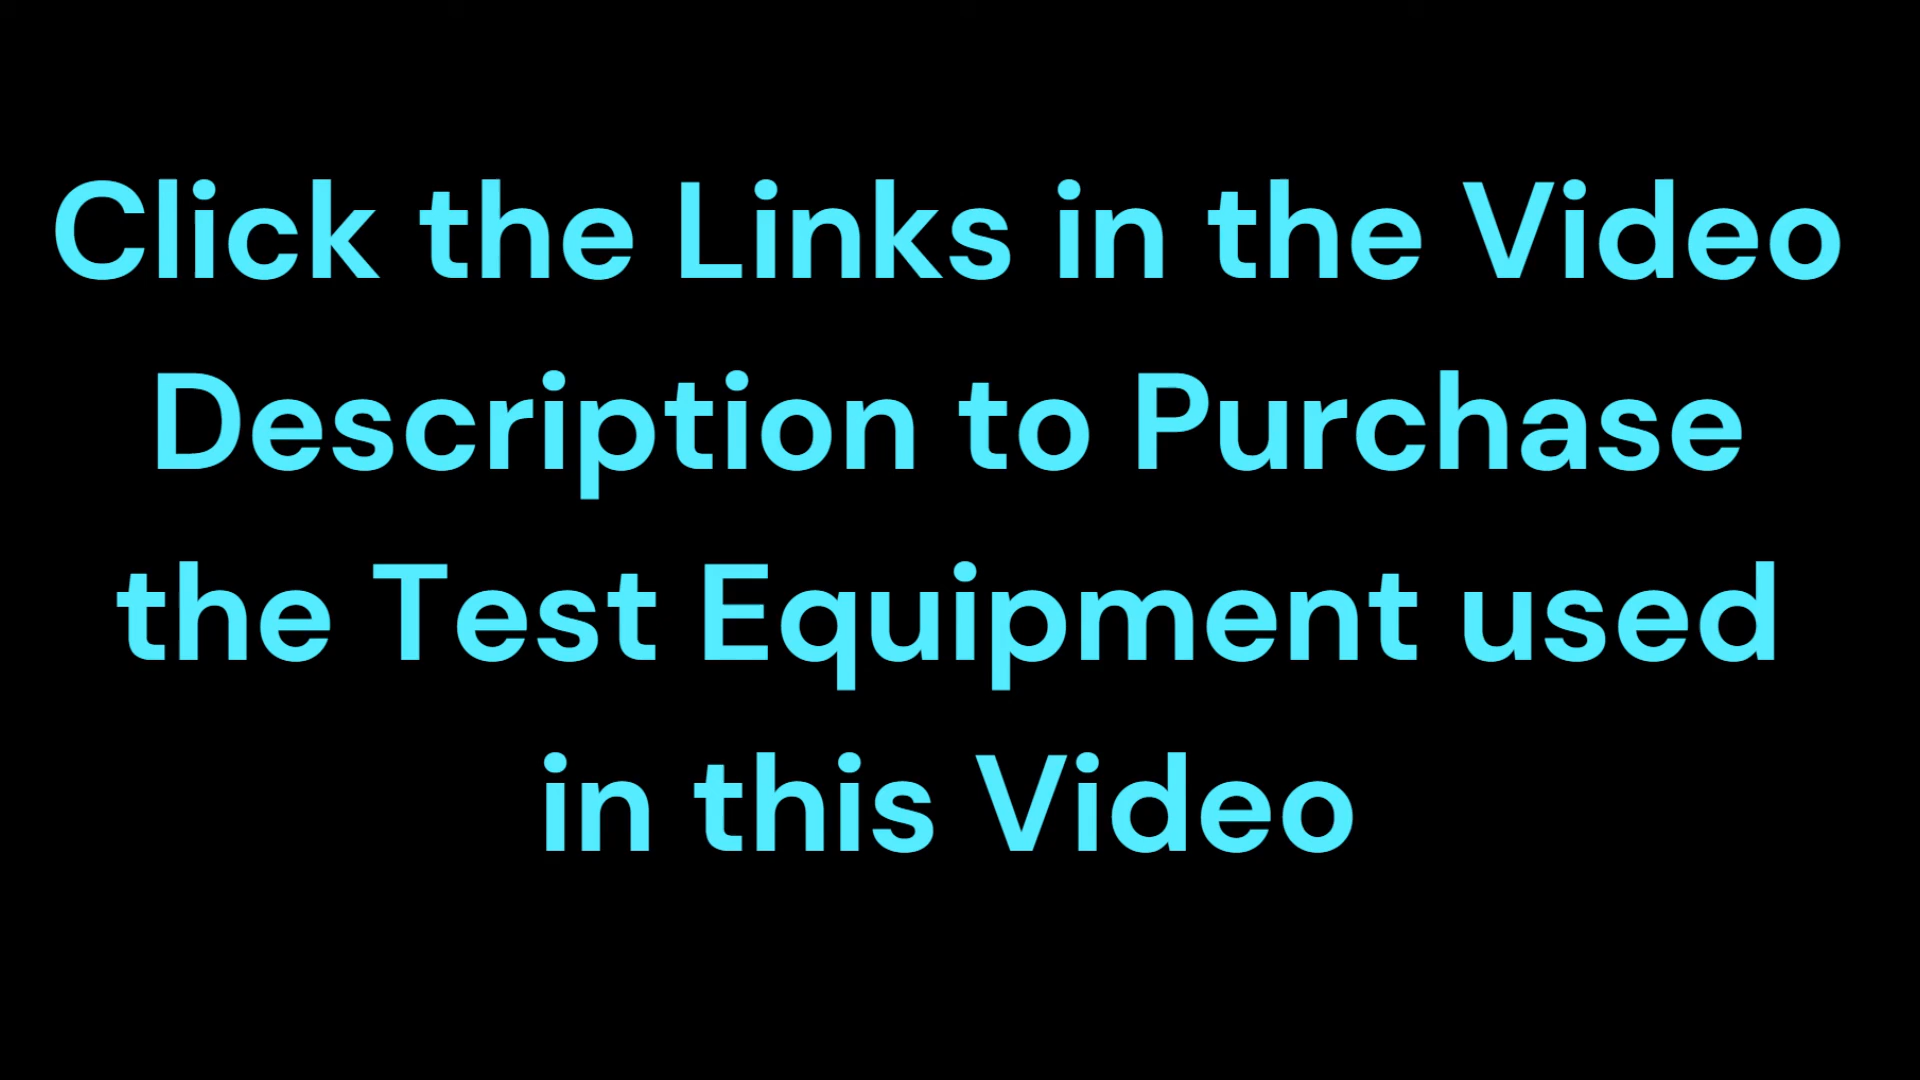 Click the Links in the Video
Description to Purchase
the Test Equipment used
in this Video